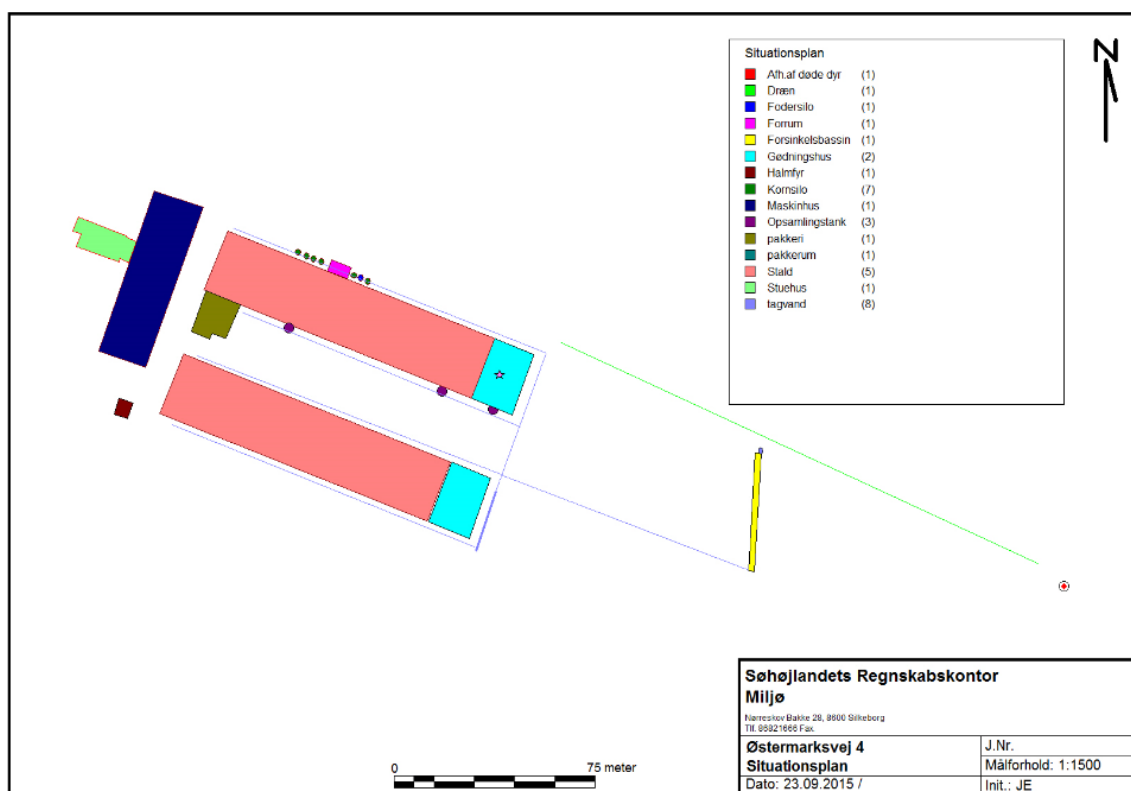 N
Situationsplan
Afh.af døde dyr (1)
Dræn (1)
Fodersilo (1)
Forrum (1)
Forsinkelsbassin (1)
Gødningshus (2)
Halmfyr (1)
Kornsilo (7)
Maskinhus (1)
Opsamlingstank (3)
pakkeri (1)
pakkerum (1)
Stald (5)
Stuehus (1)
tagvand (8)
Søhøjlandets Regnskabskontor
Miljø
Nørreskov Bakke 28, 8600 Silkeborg
Tlf. 86821666 Fax.
Østermarksvej 4
Situationsplan
J.Nr.
Målforhold: 1:1500
Dato: 23.09.2015 /
Init.: JE
0 75 meter